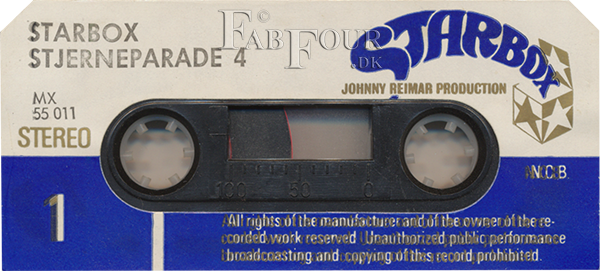 STARBOX
STJERNEPARADE 4
FabFour
.DK
STARBOX
JOHNNY REIMAR PRODUCTION
MX
55 011
STEREO
100 50 0
N.C.B.
1
All rights of the manufacturer and of the owner of the re-
corded work reserved Unauthorized public performance
broadcasting and copying of this record prohibited.